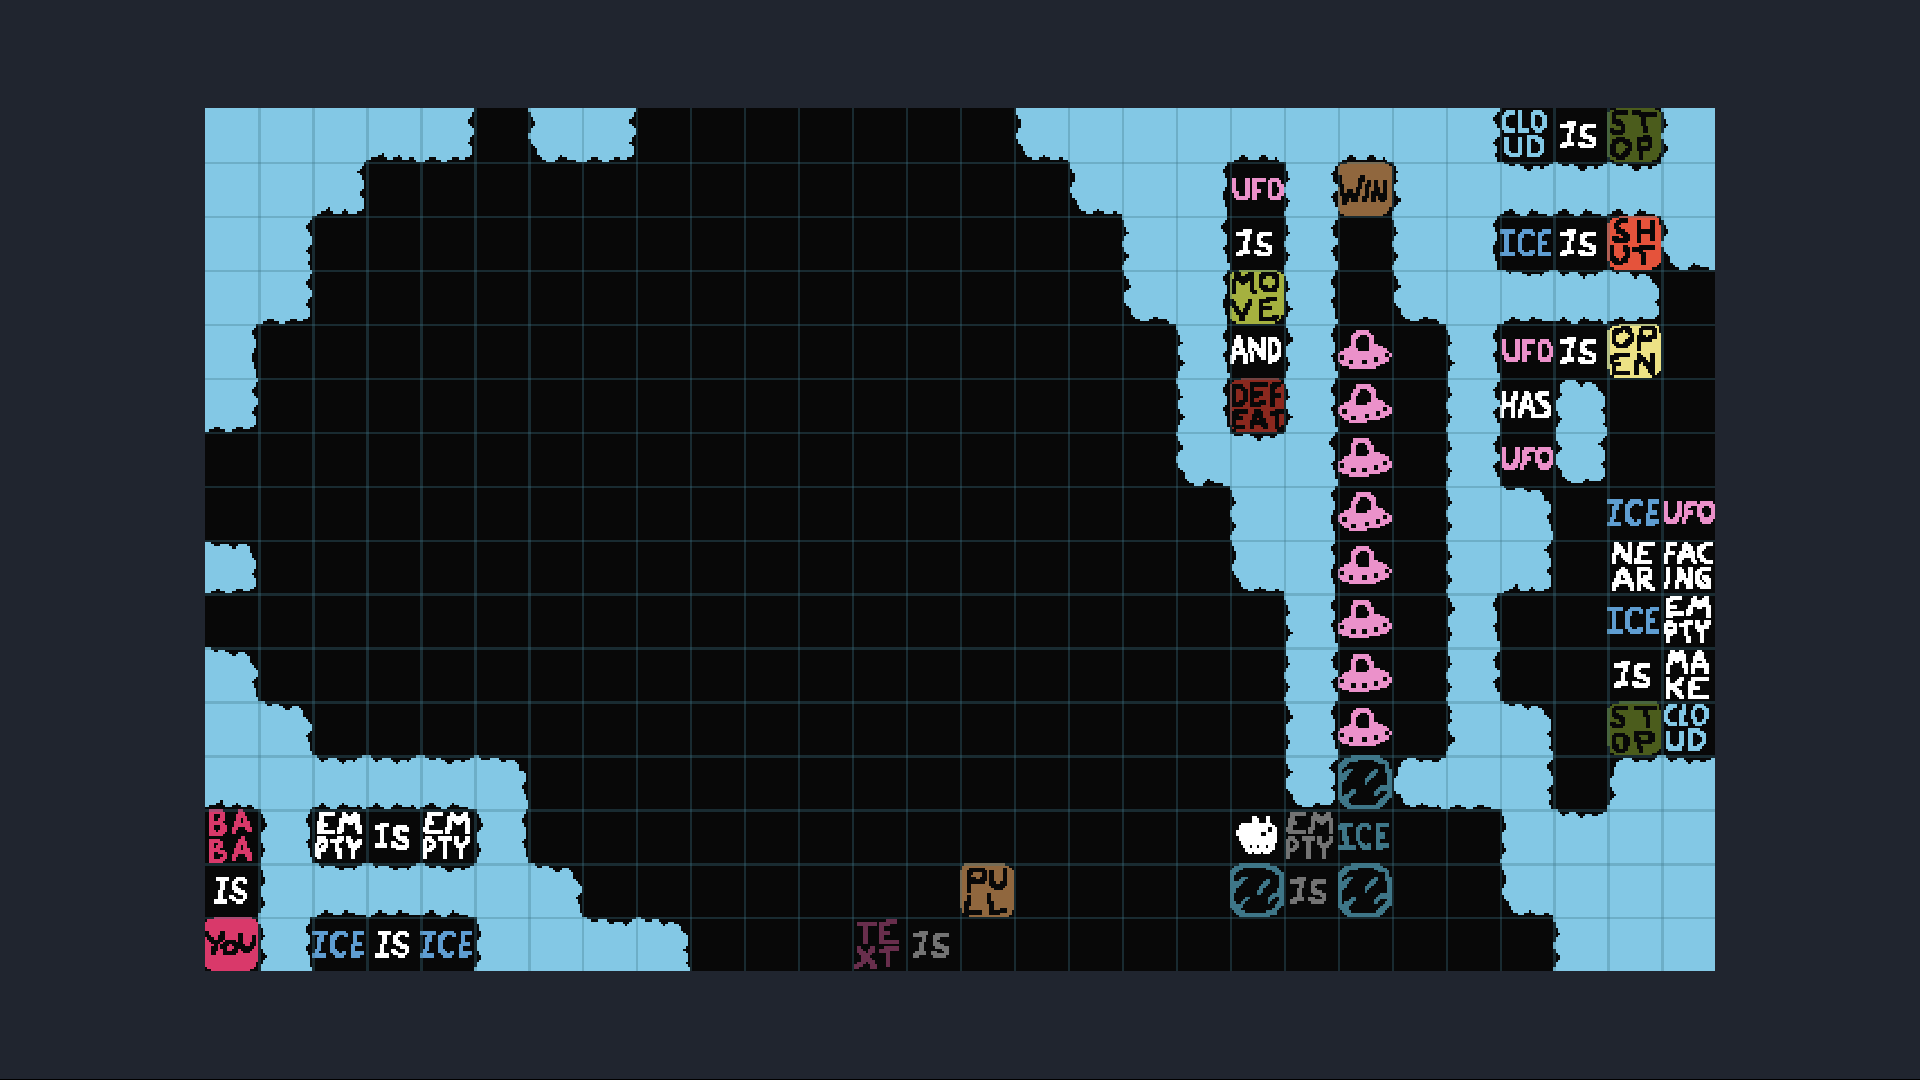 CLOUD IS STOP
UFO WIN
IS ICE IS SHUT
MOVE
AND UFO IS OPEN
DEFEAT HAS
UFO
ICE UFO
NEAR FACING
ICE EMPTY
IS MAKE
STOP CLOUD
BABA EMPTY IS EMPTY EMPTY ICE
IS PULL IS
YOU ICE IS ICE TEXT IS